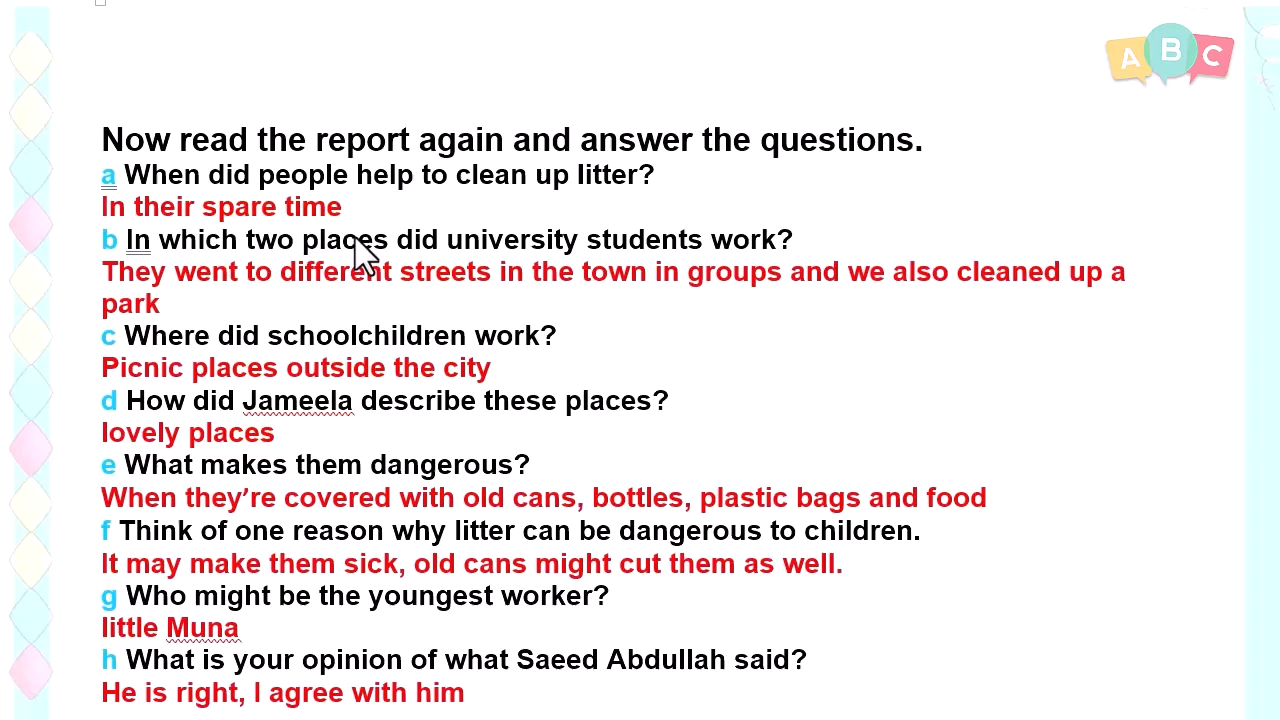 A B C
Now read the report again and answer the questions.
a When did people help to clean up litter?
In their spare time
b In which two places did university students work?
They went to different streets in the town in groups and we also cleaned up a
park
c Where did schoolchildren work?
Picnic places outside the city
d How did Jameela describe these places?
lovely places
e What makes them dangerous?
When they’re covered with old cans, bottles, plastic bags and food
f Think of one reason why litter can be dangerous to children.
It may make them sick, old cans might cut them as well.
g Who might be the youngest worker?
little Muna
h What is your opinion of what Saeed Abdullah said?
He is right, I agree with him